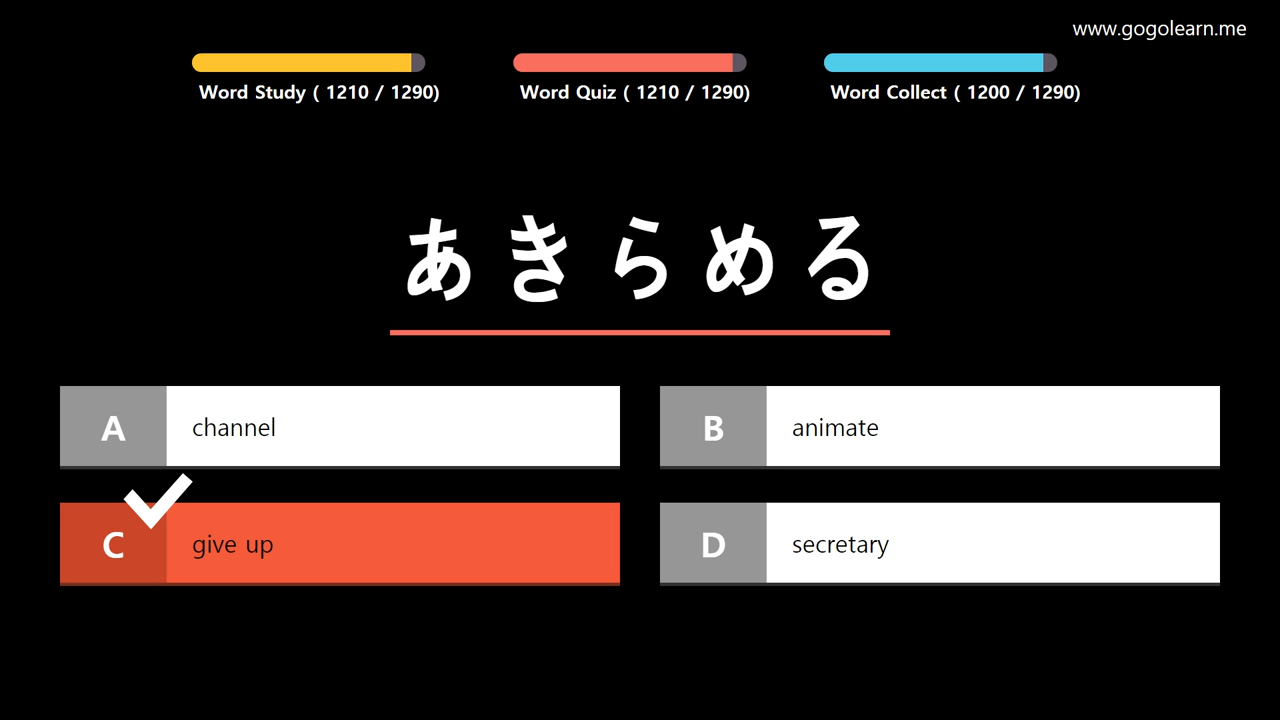 www.gogolearn.me
Word Study ( 1210 / 1290)
Word Quiz ( 1210 / 1290)
Word Collect ( 1200 / 1290)
あきらめる
A channel
B animate
C give up
D secretary